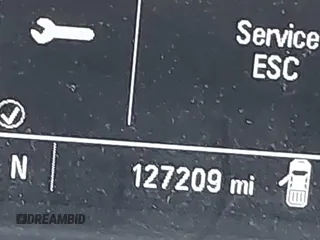 Service
ESC
N
127209 mi
DREAMBID